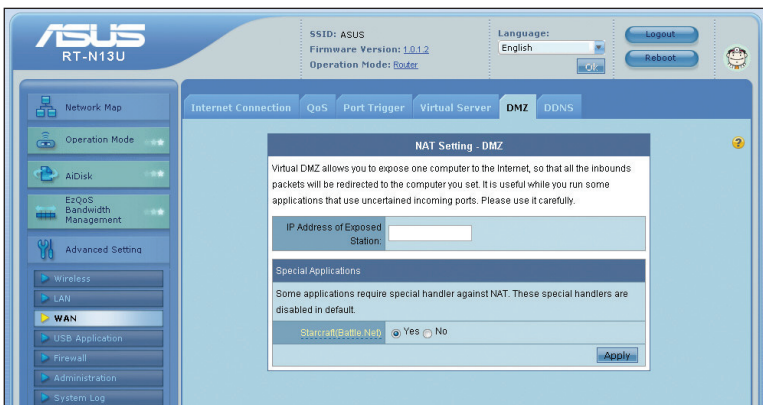 ASUS
RT-N13U
SSID: ASUS
Firmware Version: 1.0.1.2
Operation Mode: Router
Language:
English
Ok
Logout
Reboot
Network Map
Operation Mode
AiDisk
EzQoS
Bandwidth
Management
Advanced Setting
Wireless
LAN
WAN
USB Application
Firewall
Administration
System Log
Internet Connection QoS Port Trigger Virtual Server DMZ DDNS
NAT Setting - DMZ
Virtual DMZ allows you to expose one computer to the Internet, so that all the inbounds
packets will be redirected to the computer you set. It is useful while you run some
applications that use uncertained incoming ports. Please use it carefully.
IP Address of Exposed
Station:
Special Applications
Some applications require special handler against NAT. These special handlers are
disabled in default.
Starcraft(Battle.Net) Yes No
Apply
?